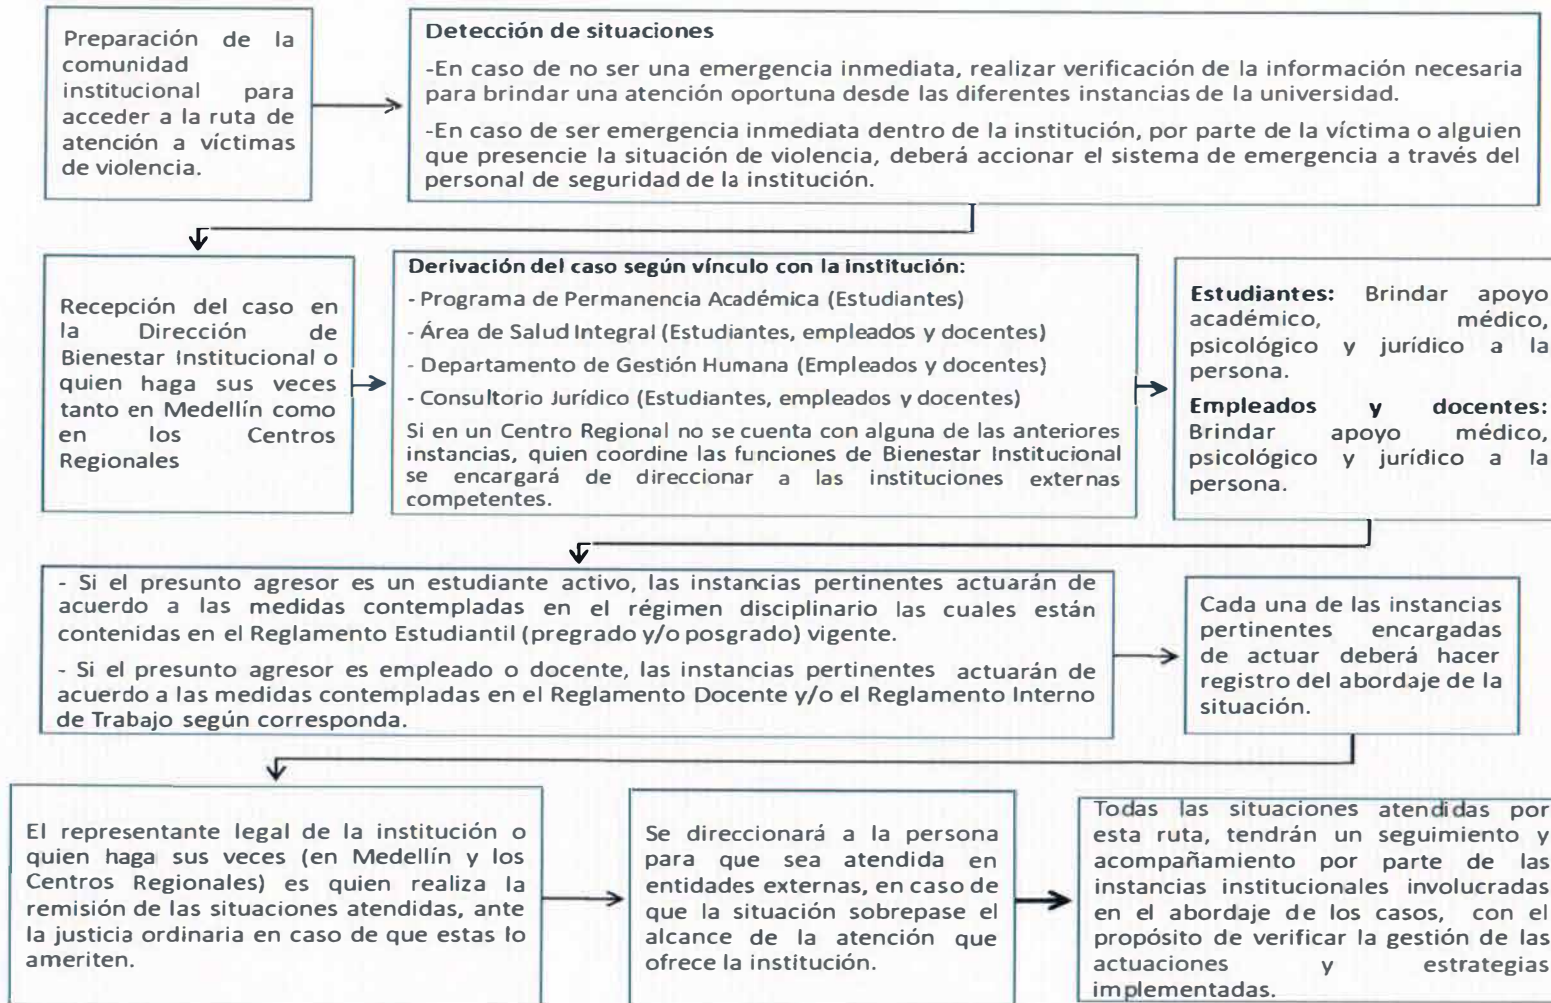 Preparación de la
comunidad
institucional para
acceder a la ruta de
atención a víctimas
de violencia.
Detección de situaciones
-En caso de no ser una emergencia inmediata, realizar verificación de la información necesaria
para brindar una atención oportuna desde las diferentes instancias de la universidad.
-En caso de ser emergencia inmediata dentro de la institución, por parte de la víctima o alguien
que presencie la situación de violencia, deberá accionar el sistema de emergencia a través del
personal de seguridad de la institución.
Recepción del caso en
la Dirección de
Bienestar Institucional o
quien haga sus veces
tanto en Medellín como
en los Centros
Regionales
Derivación del caso según vínculo con la institución:
- Programa de Permanencia Académica (Estudiantes)
- Área de Salud Integral (Estudiantes, empleados y docentes)
- Departamento de Gestión Humana (Empleados y docentes)
- Consultorio Jurídico (Estudiantes, empleados y docentes)
Si en un Centro Regional no se cuenta con alguna de las anteriores
instancias, quien coordine las funciones de Bienestar Institucional
se encargará de direccionar a las instituciones externas
competentes.
Estudiantes: Brindar apoyo
académico, médico,
psicológico y jurídico a la
persona.
Empleados y docentes:
Brindar apoyo médico,
psicológico y jurídico a la
persona.
- Si el presunto agresor es un estudiante activo, las instancias pertinentes actuarán de
acuerdo a las medidas contempladas en el régimen disciplinario las cuales están
contenidas en el Reglamento Estudiantil (pregrado y/o posgrado) vigente.
- Si el presunto agresor es empleado o docente, las instancias pertinentes actuarán de
acuerdo a las medidas contempladas en el Reglamento Docente y/o el Reglamento Interno
de Trabajo según corresponda.
Cada una de las instancias
pertinentes encargadas
de actuar deberá hacer
registro del abordaje de la
situación.
El representante legal de la institución o
quien haga sus veces (en Medellín y los
Centros Regionales) es quien realiza la
remisión de las situaciones atendidas, ante
la justicia ordinaria en caso de que estas lo
ameriten.
Se direccionará a la persona
para que sea atendida en
entidades externas, en caso de
que la situación sobrepase el
alcance de la atención que
ofrece la institución.
Todas las situaciones atendidas por
esta ruta, tendrán un seguimiento y
acompañamiento por parte de las
instancias institucionales involucradas
en el abordaje de los casos, con el
propósito de verificar la gestión de las
actuaciones y estrategias
implementadas.